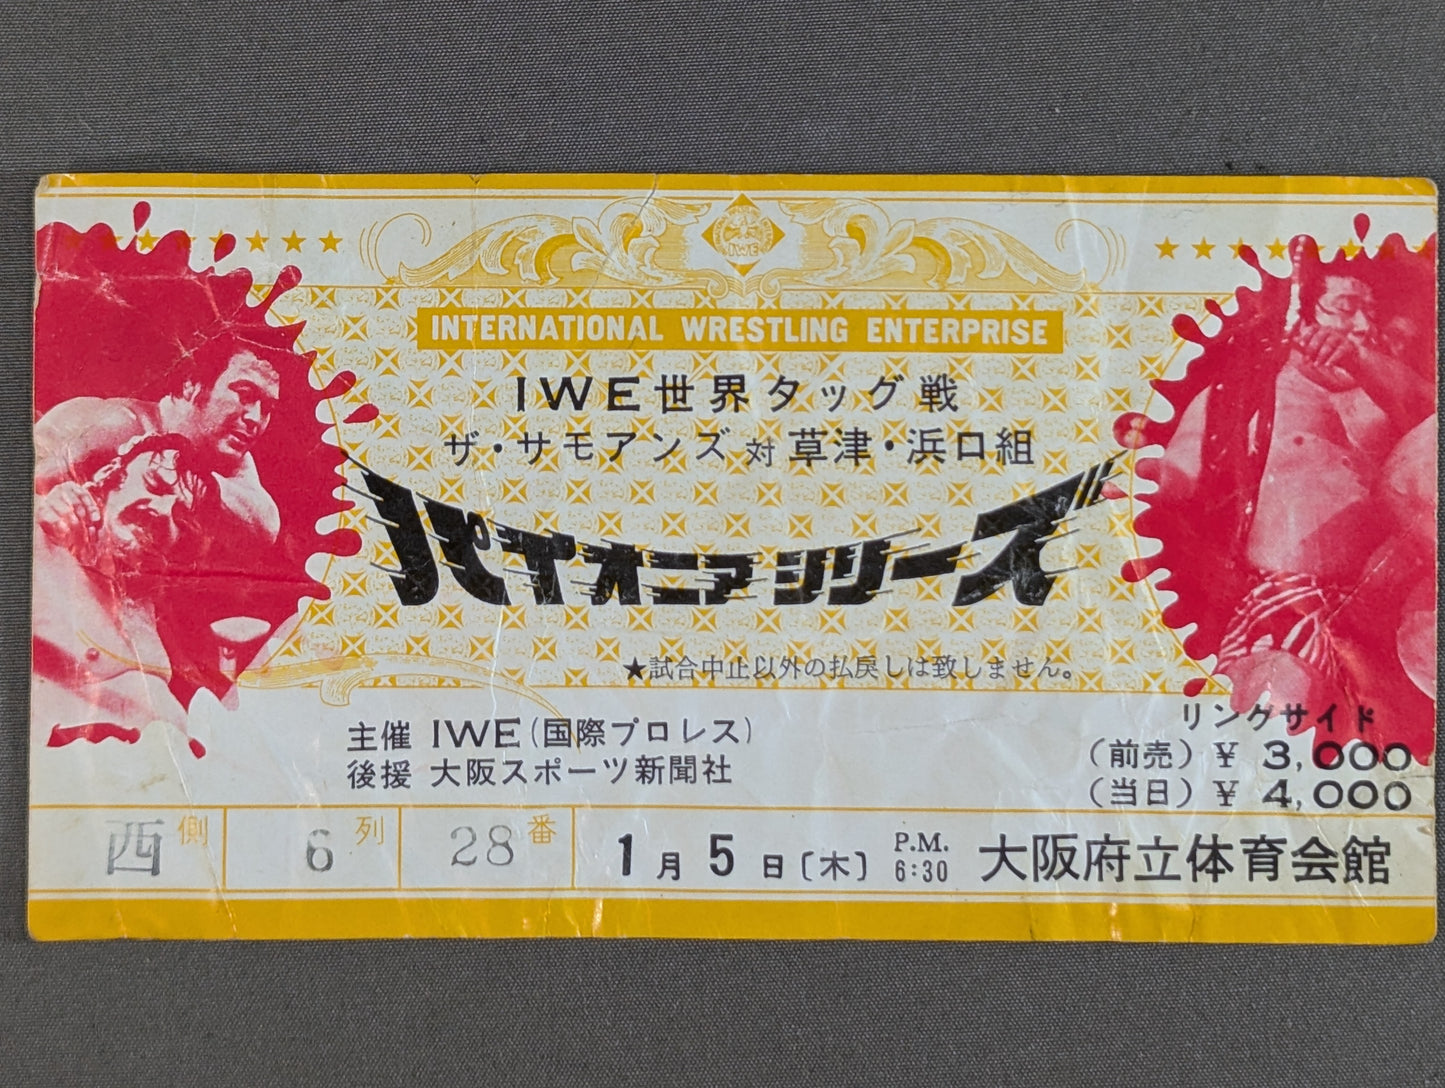 IWE
INTERNATIONAL WRESTLING ENTERPRISE
IWE世界タッグ戦
ザ・サモアンズ 対 草津・浜口組
パイオニアシリーズ
★試合中止以外の払戻しは致しません。
主催 IWE(国際プロレス)
後援 大阪スポーツ新聞社
リングサイド
(前売) ¥ 3,000
(当日) ¥ 4,000
西側 6列 28番 1月5日〔木〕 P.M. 6:30 大阪府立体育会館